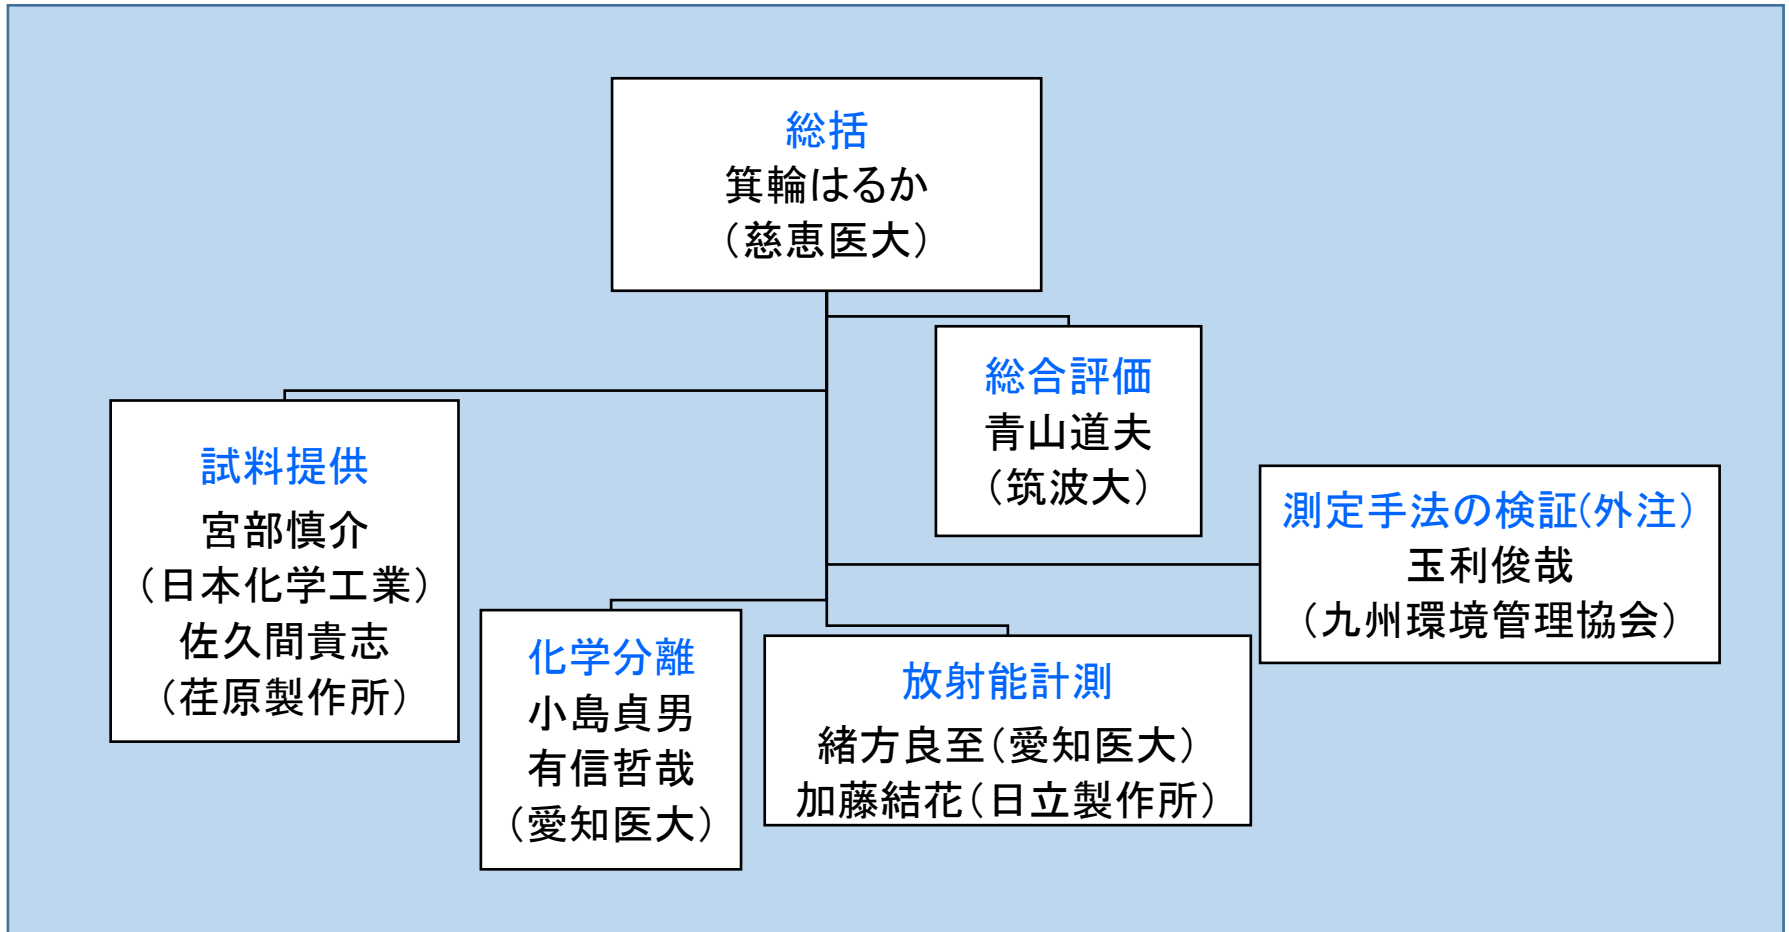 総括
箕輪はるか
(慈恵医大)
総合評価
青山道夫
(筑波大)
試料提供
宮部慎介
(日本化学工業)
佐久間貴志
(荏原製作所)
測定手法の検証(外注)
玉利俊哉
(九州環境管理協会)
化学分離
小島貞男
有信哲哉
(愛知医大)
放射能計測
緒方良至(愛知医大)
加藤結花(日立製作所)